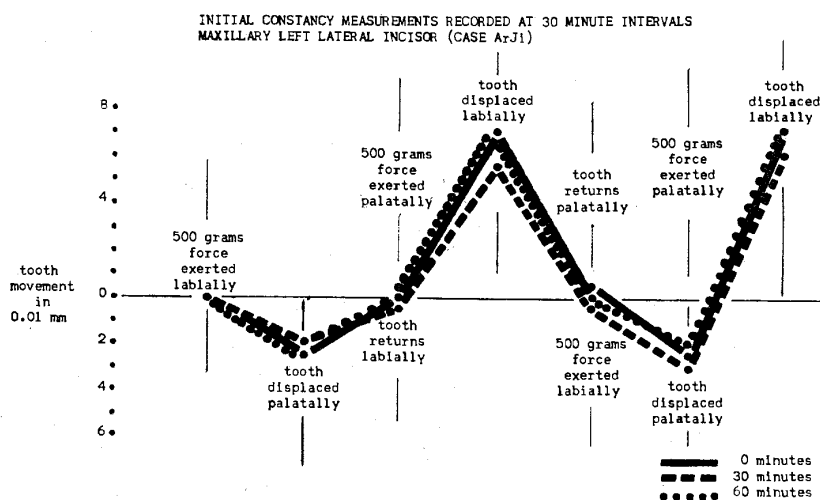 INITIAL CONSTANCY MEASUREMENTS RECORDED AT 30 MINUTE INTERVALS
MAXILLARY LEFT LATERAL INCISOR (CASE ArJi)
tooth
displaced
labially
tooth
displaced
labially
8
500 grams
force
exerted
palatally
500 grams
force
exerted
palatally
tooth
returns
palatally
4
500 grams
force
exerted
labially
tooth
movement
in
0.01 mm
0
tooth
returns
labially
500 grams
force
exerted
labially
2
tooth
displaced
palatally
tooth
displaced
palatally
4
6
0 minutes
30 minutes
60 minutes